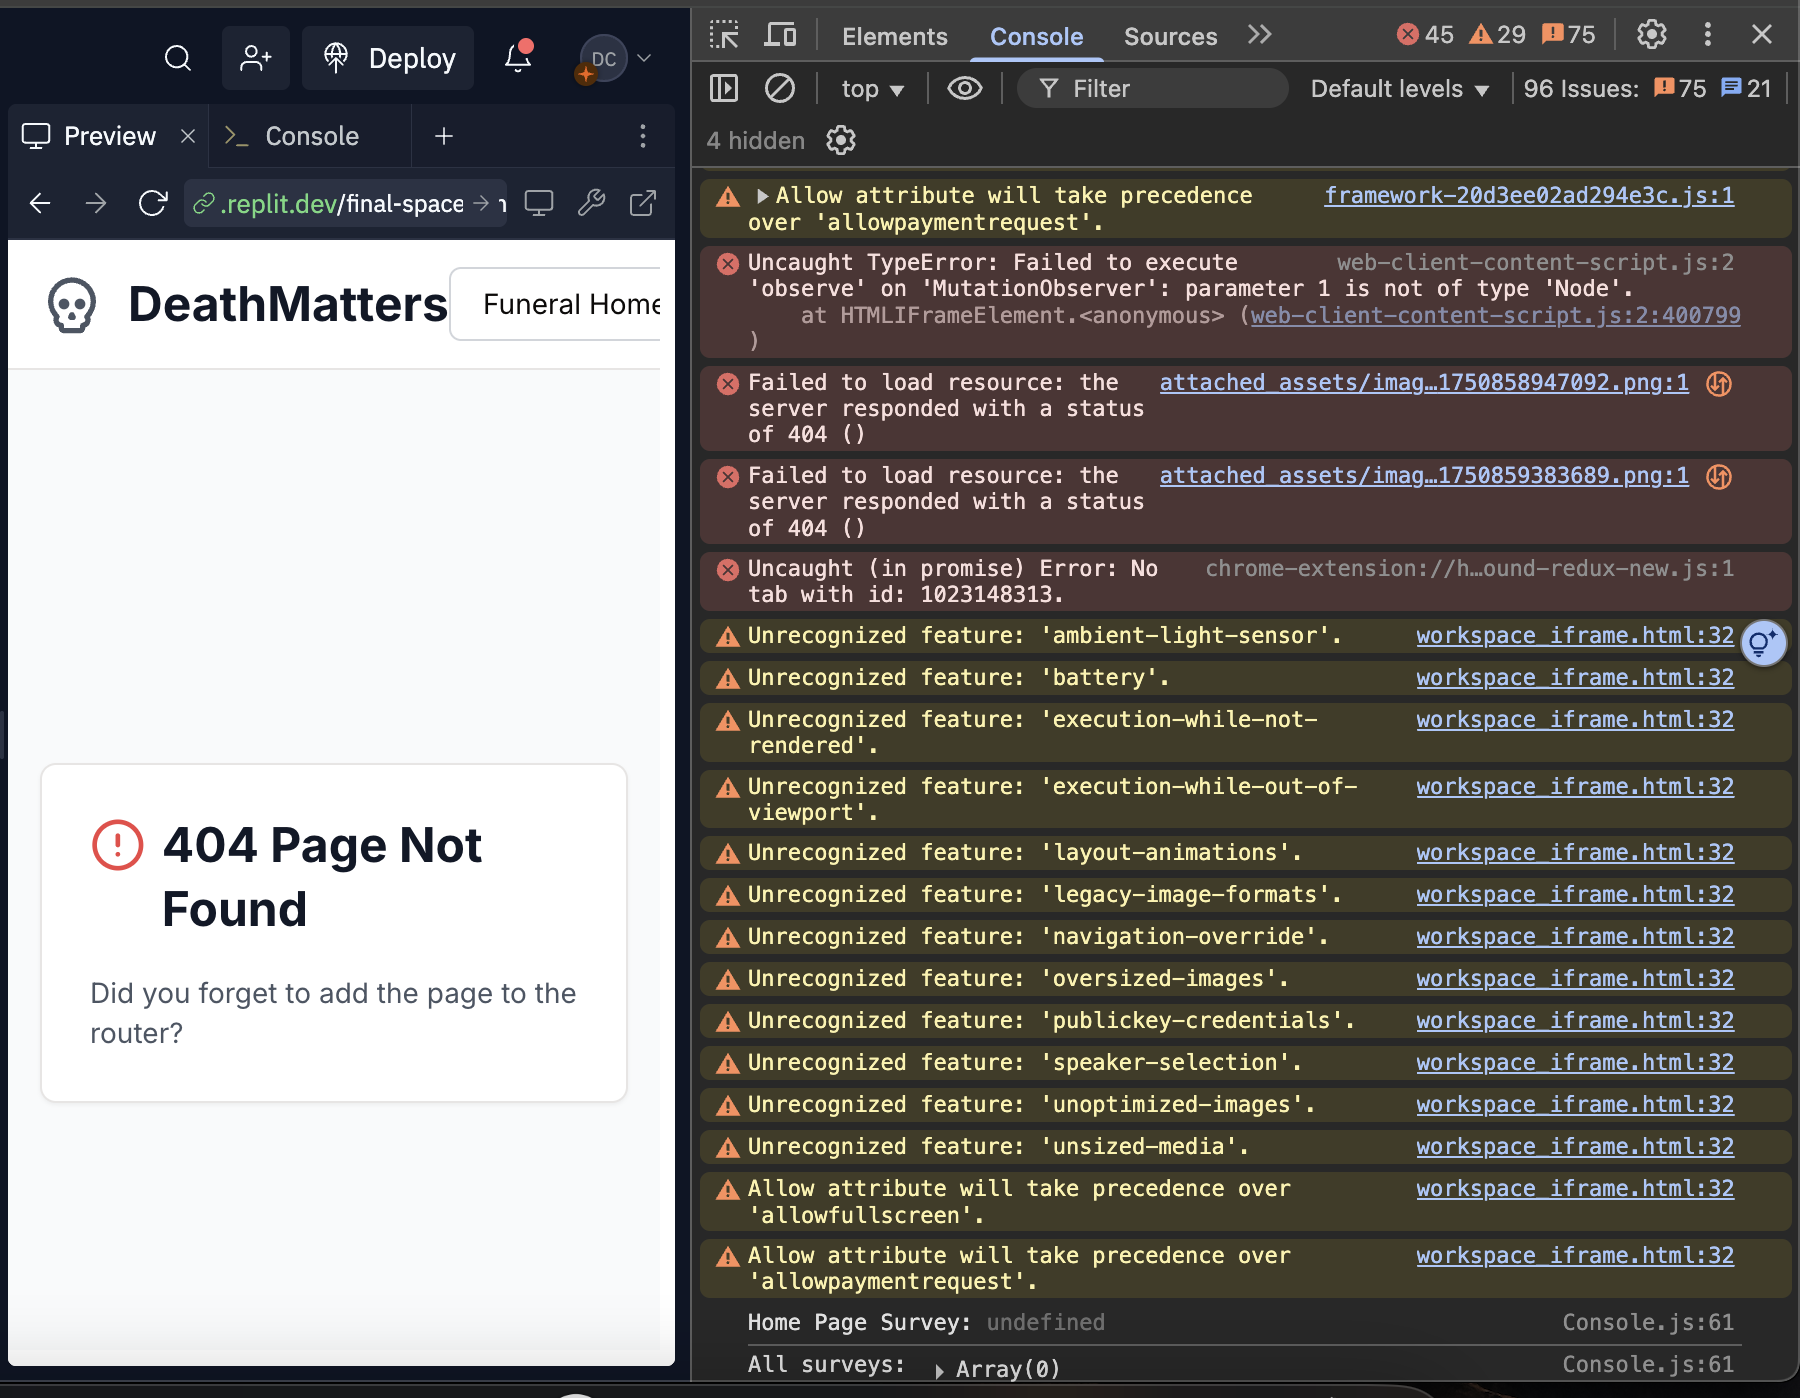 Deploy
DC
Preview
Console
.replit.dev/final-space
DeathMatters
Funeral Home
404 Page Not
Found
Did you forget to add the page to the
router?
Elements
Console
Sources
45
29
75
top
Filter
Default levels
96 Issues:
75
21
4 hidden
Allow attribute will take precedence framework-20d3ee02ad294e3c.js:1
over 'allowpaymentrequest'.
Uncaught TypeError: Failed to execute web-client-content-script.js:2
'observe' on 'MutationObserver': parameter 1 is not of type 'Node'.
at HTMLIFrameElement.<anonymous> (web-client-content-script.js:2:400799
)
Failed to load resource: the attached_assets/imag…1750858947092.png:1
server responded with a status
of 404 ()
Failed to load resource: the attached_assets/imag…1750859383689.png:1
server responded with a status
of 404 ()
Uncaught (in promise) Error: No chrome-extension://h…ound-redux-new.js:1
tab with id: 1023148313.
Unrecognized feature: 'ambient-light-sensor'. workspace_iframe.html:32
Unrecognized feature: 'battery'. workspace_iframe.html:32
Unrecognized feature: 'execution-while-not- workspace_iframe.html:32
rendered'.
Unrecognized feature: 'execution-while-out-of- workspace_iframe.html:32
viewport'.
Unrecognized feature: 'layout-animations'. workspace_iframe.html:32
Unrecognized feature: 'legacy-image-formats'. workspace_iframe.html:32
Unrecognized feature: 'navigation-override'. workspace_iframe.html:32
Unrecognized feature: 'oversized-images'. workspace_iframe.html:32
Unrecognized feature: 'publickey-credentials'. workspace_iframe.html:32
Unrecognized feature: 'speaker-selection'. workspace_iframe.html:32
Unrecognized feature: 'unoptimized-images'. workspace_iframe.html:32
Unrecognized feature: 'unsized-media'. workspace_iframe.html:32
Allow attribute will take precedence over workspace_iframe.html:32
'allowfullscreen'.
Allow attribute will take precedence over workspace_iframe.html:32
'allowpaymentrequest'.
Home Page Survey: undefined Console.js:61
All surveys: Array(0) Console.js:61